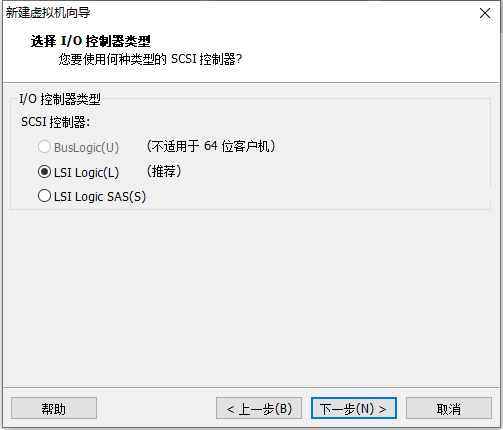 新建虚拟机向导
选择 I/O 控制器类型
您要使用何种类型的 SCSI 控制器?
I/O 控制器类型
SCSI 控制器:
BusLogic(U) （不适用于 64 位客户机）
LSI Logic(L) （推荐）
LSI Logic SAS(S)
帮助 < 上一步(B) 下一步(N) > 取消